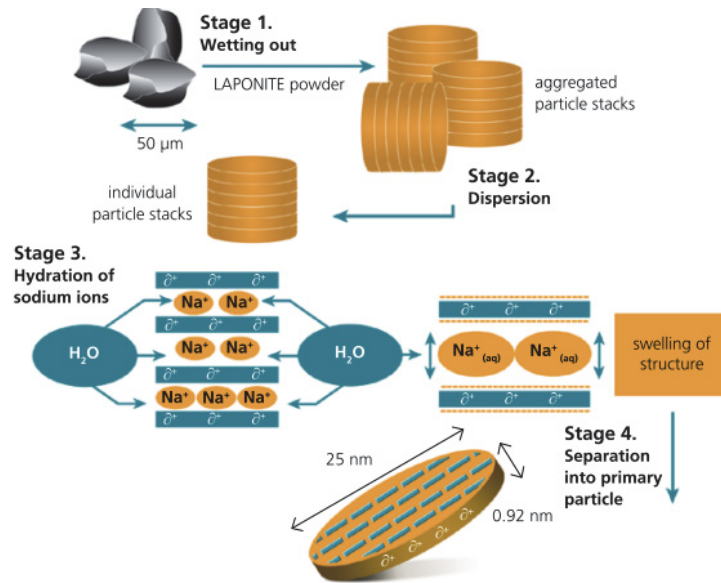 Stage 1.
Wetting out
LAPONITE powder
50 µm
aggregated
particle stacks
individual
particle stacks
Stage 2.
Dispersion
Stage 3.
Hydration of
sodium ions
∂+ ∂+ ∂+
Na+ Na+
∂+ ∂+ ∂+
H2O
Na+ Na+
H2O
∂+ ∂+ ∂+
Na+ Na+ Na+
∂+ ∂+ ∂+
∂+ ∂+ ∂+
Na+(aq) Na+(aq)
∂+ ∂+ ∂+
swelling of
structure
Stage 4.
Separation
into primary
particle
25 nm
0.92 nm
∂+ ∂+ ∂+ ∂+